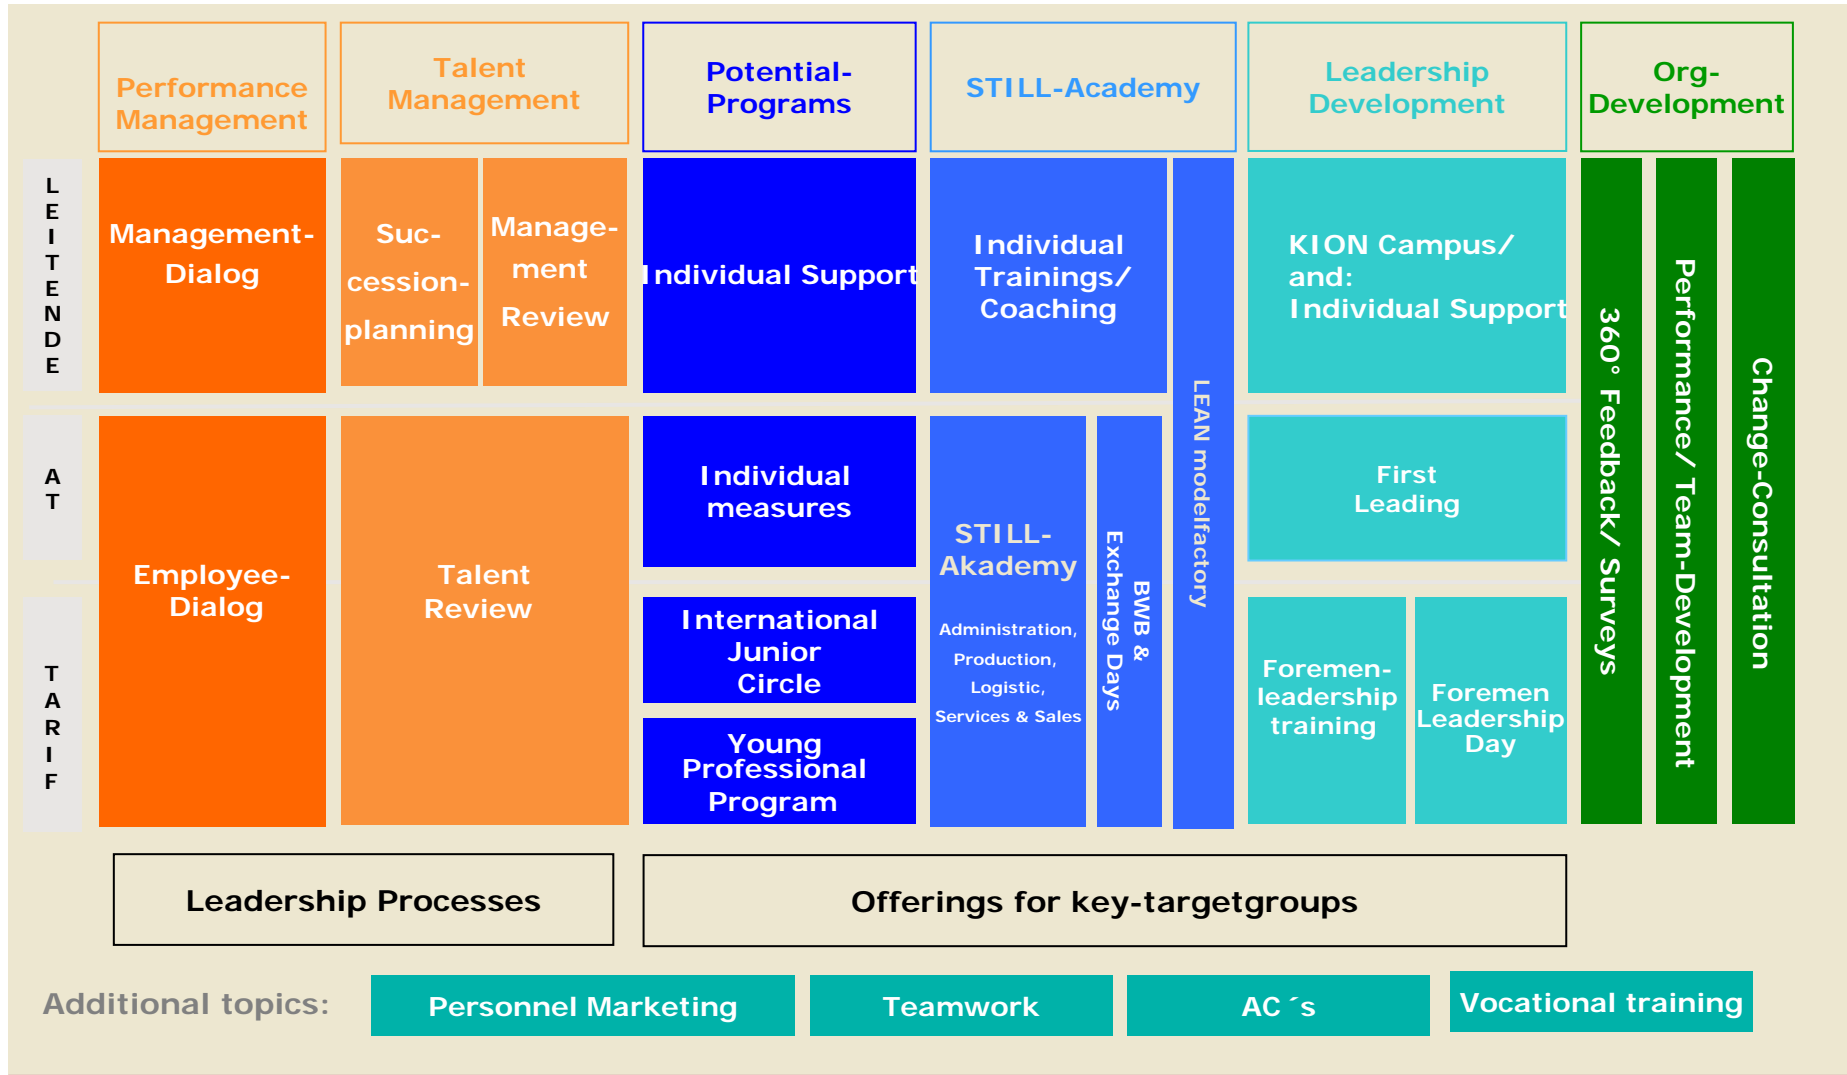 Performance
Management
Talent
Management
Potential-
Programs
STILL-Academy
Leadership
Development
Org-
Development
LEITENDE
Management-
Dialog
Suc-
cession-
planning
Manage-
ment
Review
Individual Support
Individual
Trainings/
Coaching
LEAN modelfactory
KION Campus/
and:
Individual Support
360° Feedback/ Surveys
Performance/ Team-Development
Change-Consultation
AT
Employee-
Dialog
Talent
Review
Individual
measures
STILL-
Akademy
Administration,
Production,
Logistic,
Services & Sales
BWB &
Exchange Days
First
Leading
TARIF
International
Junior
Circle
Young
Professional
Program
Foremen-
leadership
training
Foremen
Leadership
Day
Leadership Processes
Offerings for key-targetgroups
Additional topics:
Personnel Marketing
Teamwork
AC´s
Vocational training